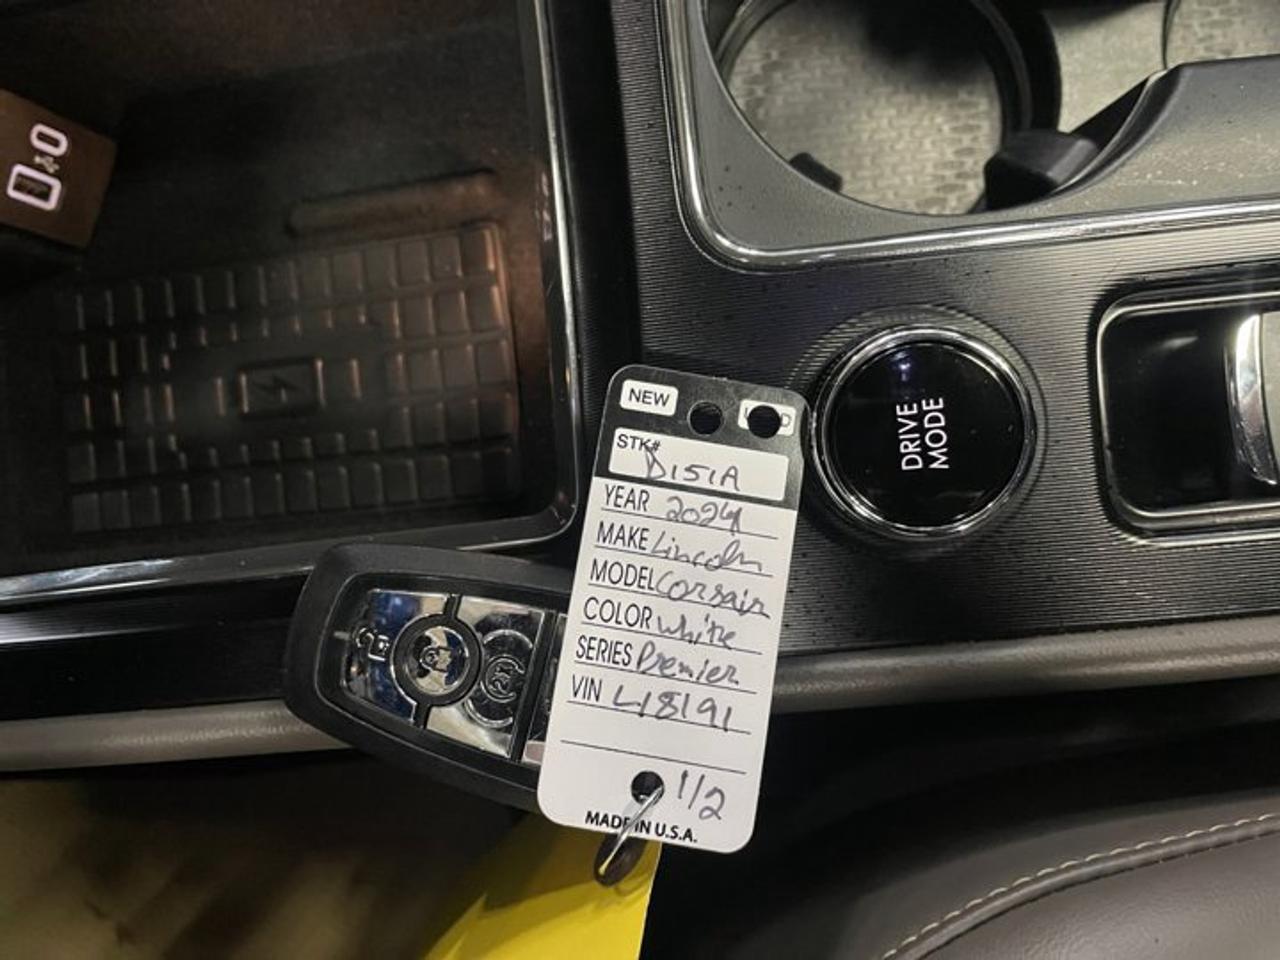 NEW
STK# D151A
YEAR 2024
MAKE Lincoln
MODEL Corsair
COLOR White
SERIES Premier
VIN L18191
1/2
MADE IN U.S.A.
DRIVE
MODE
2X